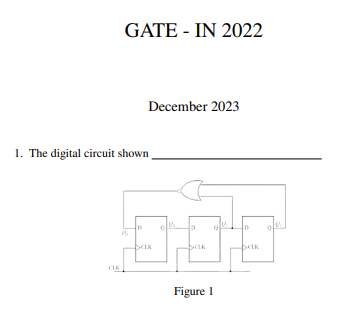 GATE - IN 2022
December 2023
1. The digital circuit shown
D Q D Q D Q
CLK CLK CLK
CLK
Figure 1